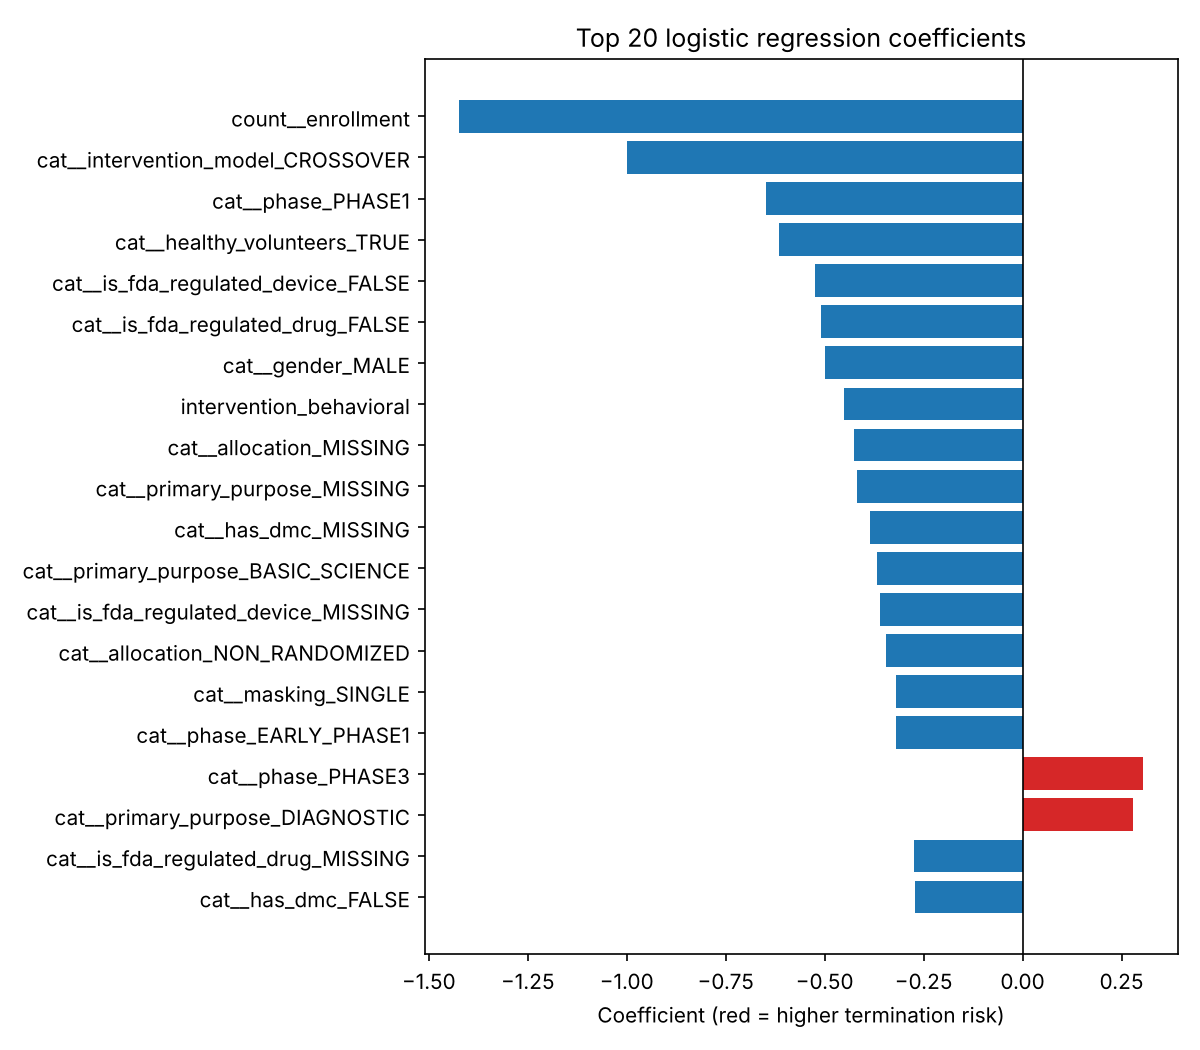 Top 20 logistic regression coefficients
count__enrollment
cat__intervention_model_CROSSOVER
cat__phase_PHASE1
cat__healthy_volunteers_TRUE
cat__is_fda_regulated_device_FALSE
cat__is_fda_regulated_drug_FALSE
cat__gender_MALE
intervention_behavioral
cat__allocation_MISSING
cat__primary_purpose_MISSING
cat__has_dmc_MISSING
cat__primary_purpose_BASIC_SCIENCE
cat__is_fda_regulated_device_MISSING
cat__allocation_NON_RANDOMIZED
cat__masking_SINGLE
cat__phase_EARLY_PHASE1
cat__phase_PHASE3
cat__primary_purpose_DIAGNOSTIC
cat__is_fda_regulated_drug_MISSING
cat__has_dmc_FALSE
−1.50 −1.25 −1.00 −0.75 −0.50 −0.25 0.00 0.25
Coefficient (red = higher termination risk)